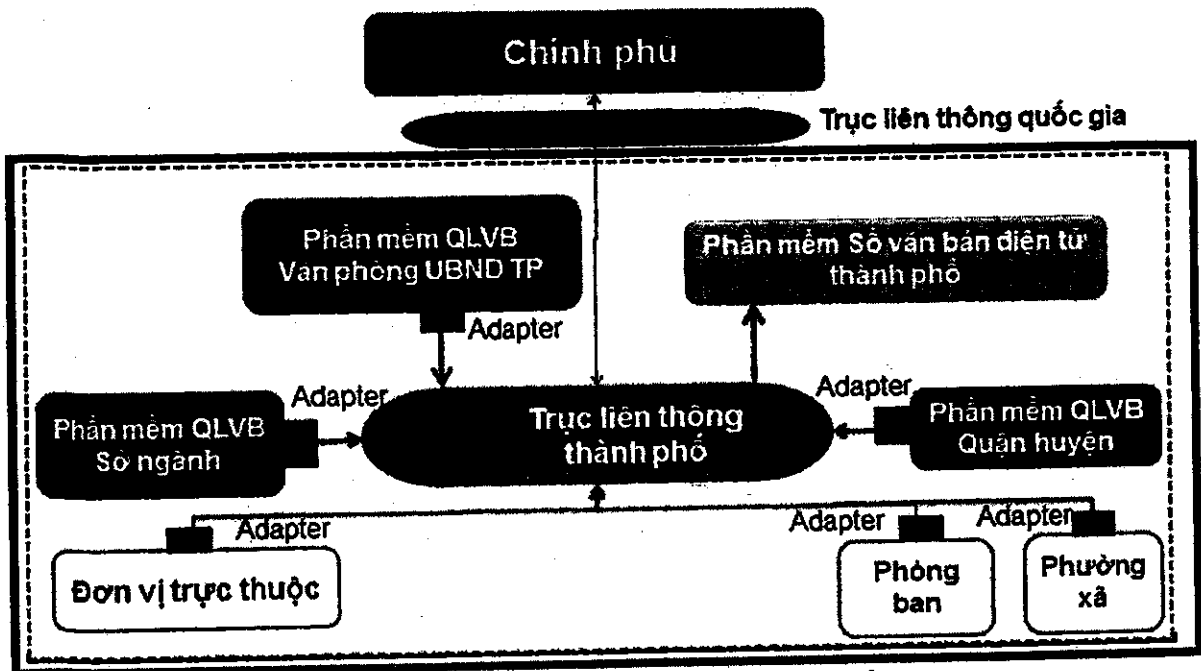 Chính phủ
Trục liên thông quốc gia
Phần mềm QLVB
Văn phòng UBND TP
Adapter
Phần mềm Sổ văn bản điện tử
thành phố
Phần mềm QLVB
Sở ngành
Adapter
Trục liên thông
thành phố
Adapter
Phần mềm QLVB
Quận huyện
Adapter
Đơn vị trực thuộc
Adapter
Phòng
ban
Adapter
Phường
xã